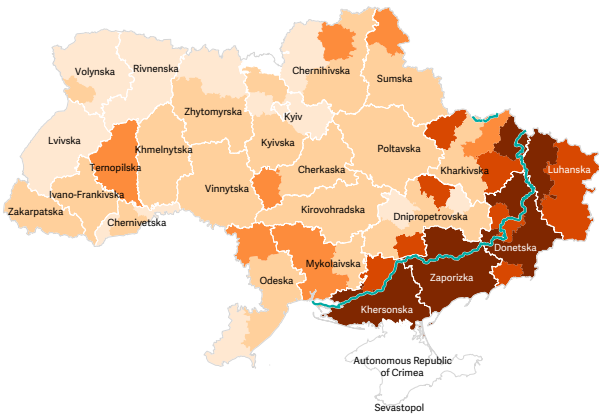 Volynska
Rivnenska
Chernihivska
Sumska
Zhytomyrska
Kyiv
Lvivska
Khmelnytska
Kyivska
Poltavska
Ternopilska
Cherkaska
Kharkivska
Luhanska
Ivano-Frankivska
Vinnytska
Zakarpatska
Kirovohradska
Dnipropetrovska
Chernivetska
Donetska
Mykolaivska
Odeska
Zaporizka
Khersonska
Autonomous Republic
of Crimea
Sevastopol